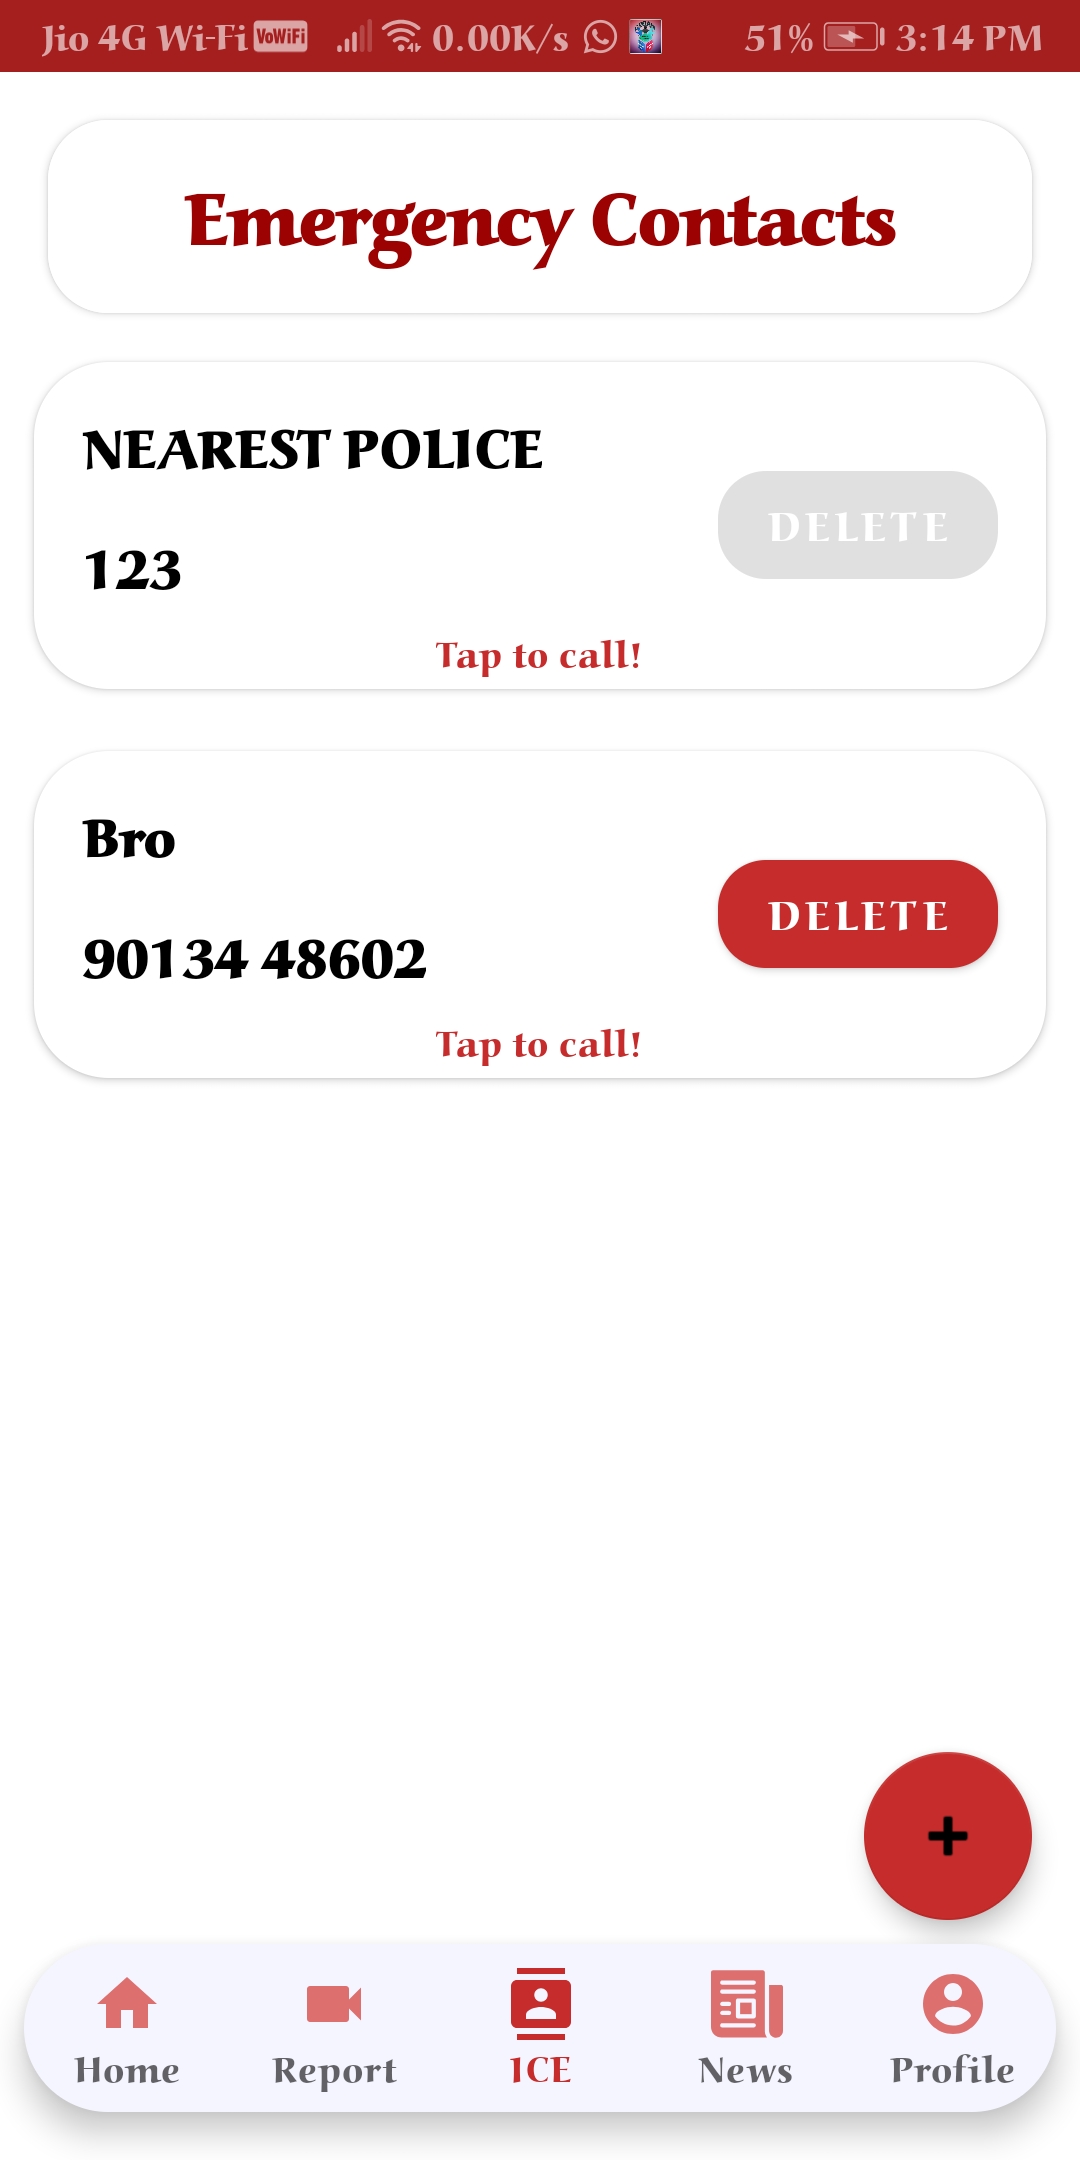 Jio 4G Wi-Fi VoWiFi 0.00K/s 51% 3:14 PM
Emergency Contacts
NEAREST POLICE
DELETE
123
Tap to call!
Bro
DELETE
90134 48602
Tap to call!
+
Home Report ICE News Profile